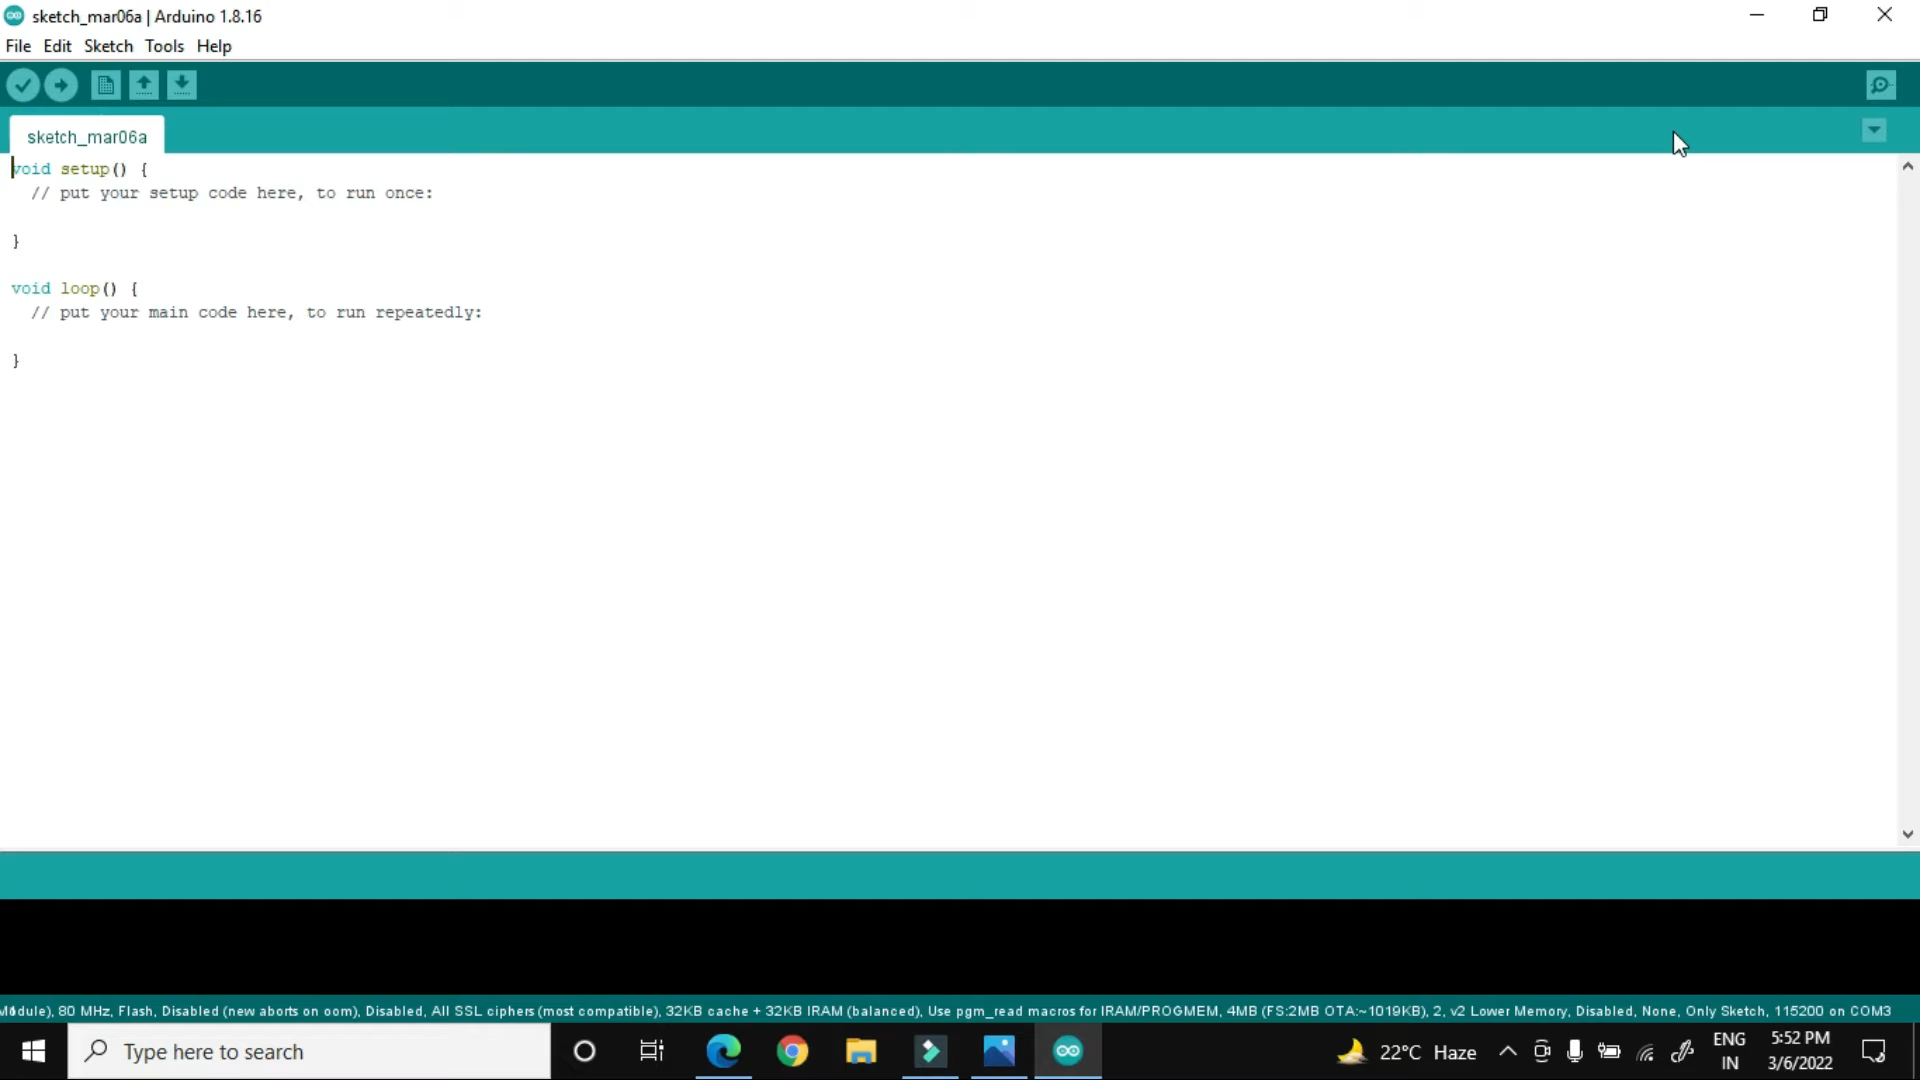 sketch_mar06a | Arduino 1.8.16
File Edit Sketch Tools Help
sketch_mar06a
void setup() {
// put your setup code here, to run once:
}
void loop() {
// put your main code here, to run repeatedly:
}
80 MHz, Flash, Disabled (new aborts on oom), Disabled, All SSL ciphers (most compatible), 32KB cache + 32KB IRAM (balanced), Use pgm_read macros for IRAM/PROGMEM, 4MB (FS:2MB OTA:~1019KB), 2, v2 Lower Memory, Disabled, None, Only Sketch, 115200 on COM3
Type here to search
22°C Haze
ENG
IN
5:52 PM
3/6/2022